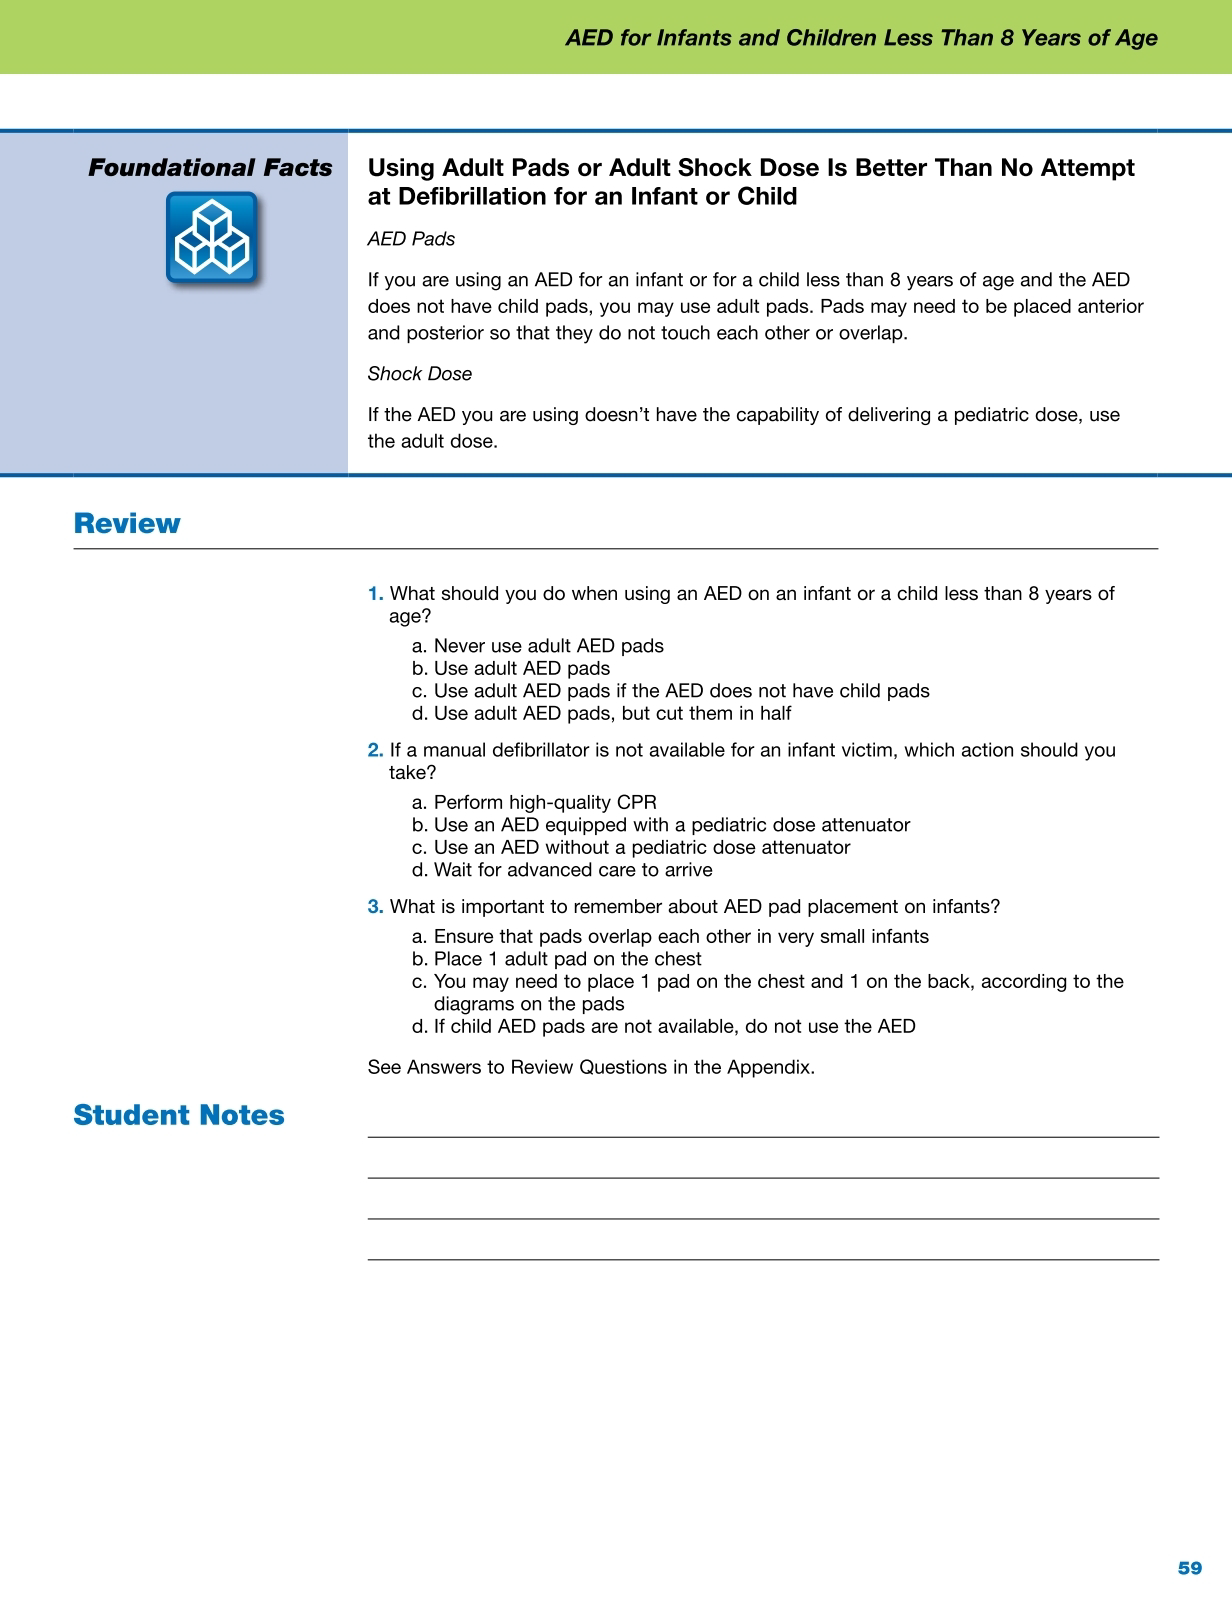 AED for Infants and Children Less Than 8 Years of Age
Foundational Facts
Using Adult Pads or Adult Shock Dose Is Better Than No Attempt
at Defibrillation for an Infant or Child
AED Pads
If you are using an AED for an infant or for a child less than 8 years of age and the AED
does not have child pads, you may use adult pads. Pads may need to be placed anterior
and posterior so that they do not touch each other or overlap.
Shock Dose
If the AED you are using doesn’t have the capability of delivering a pediatric dose, use
the adult dose.
Review
1. What should you do when using an AED on an infant or a child less than 8 years of
age?
a. Never use adult AED pads
b. Use adult AED pads
c. Use adult AED pads if the AED does not have child pads
d. Use adult AED pads, but cut them in half
2. If a manual defibrillator is not available for an infant victim, which action should you
take?
a. Perform high-quality CPR
b. Use an AED equipped with a pediatric dose attenuator
c. Use an AED without a pediatric dose attenuator
d. Wait for advanced care to arrive
3. What is important to remember about AED pad placement on infants?
a. Ensure that pads overlap each other in very small infants
b. Place 1 adult pad on the chest
c. You may need to place 1 pad on the chest and 1 on the back, according to the
diagrams on the pads
d. If child AED pads are not available, do not use the AED
See Answers to Review Questions in the Appendix.
Student Notes
59